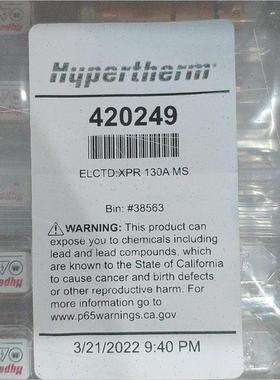 Hypertherm®
420249
ELCTD:XPR 130A MS
Bin: #38563
⚠WARNING: This product can
expose you to chemicals including
lead and lead compounds, which
are known to the State of California
to cause cancer and birth defects
or other reproductive harm. For
more information go to
www.p65warnings.ca.gov
3/21/2022 9:40 PM